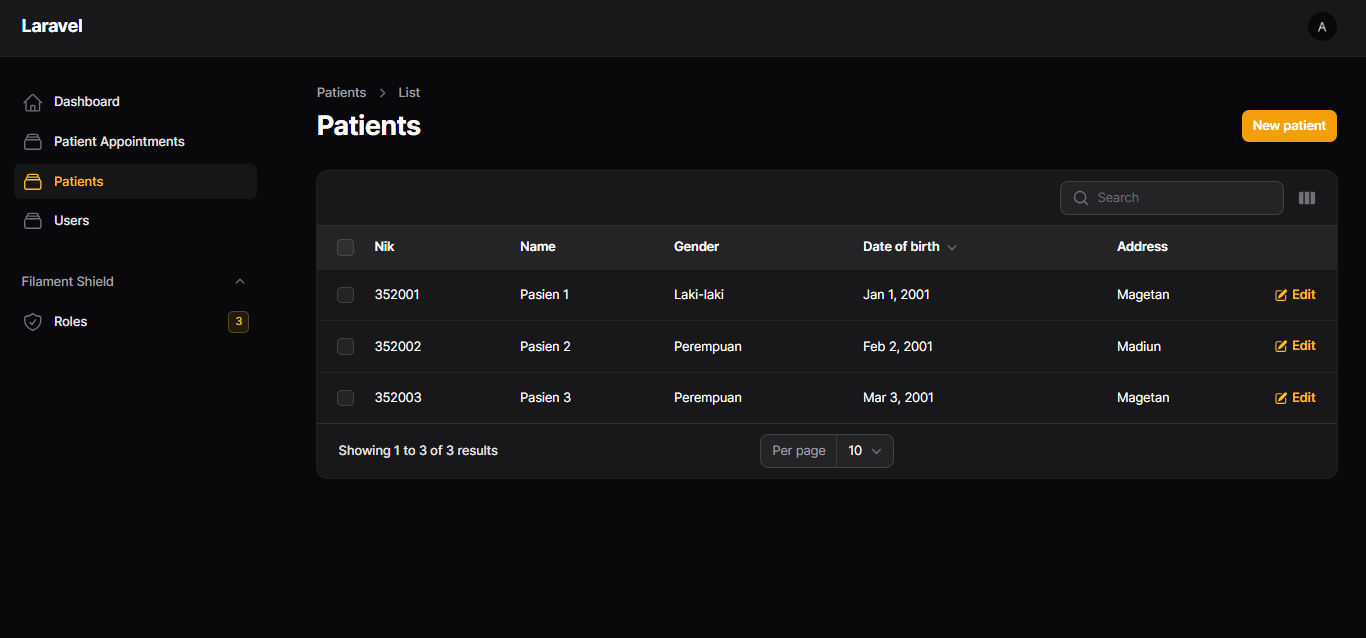 Laravel
A
Dashboard
Patient Appointments
Patients
Users
Filament Shield
Roles 3
Patients > List
Patients
New patient
Search
Nik Name Gender Date of birth Address
352001 Pasien 1 Laki-laki Jan 1, 2001 Magetan Edit
352002 Pasien 2 Perempuan Feb 2, 2001 Madiun Edit
352003 Pasien 3 Perempuan Mar 3, 2001 Magetan Edit
Showing 1 to 3 of 3 results
Per page 10